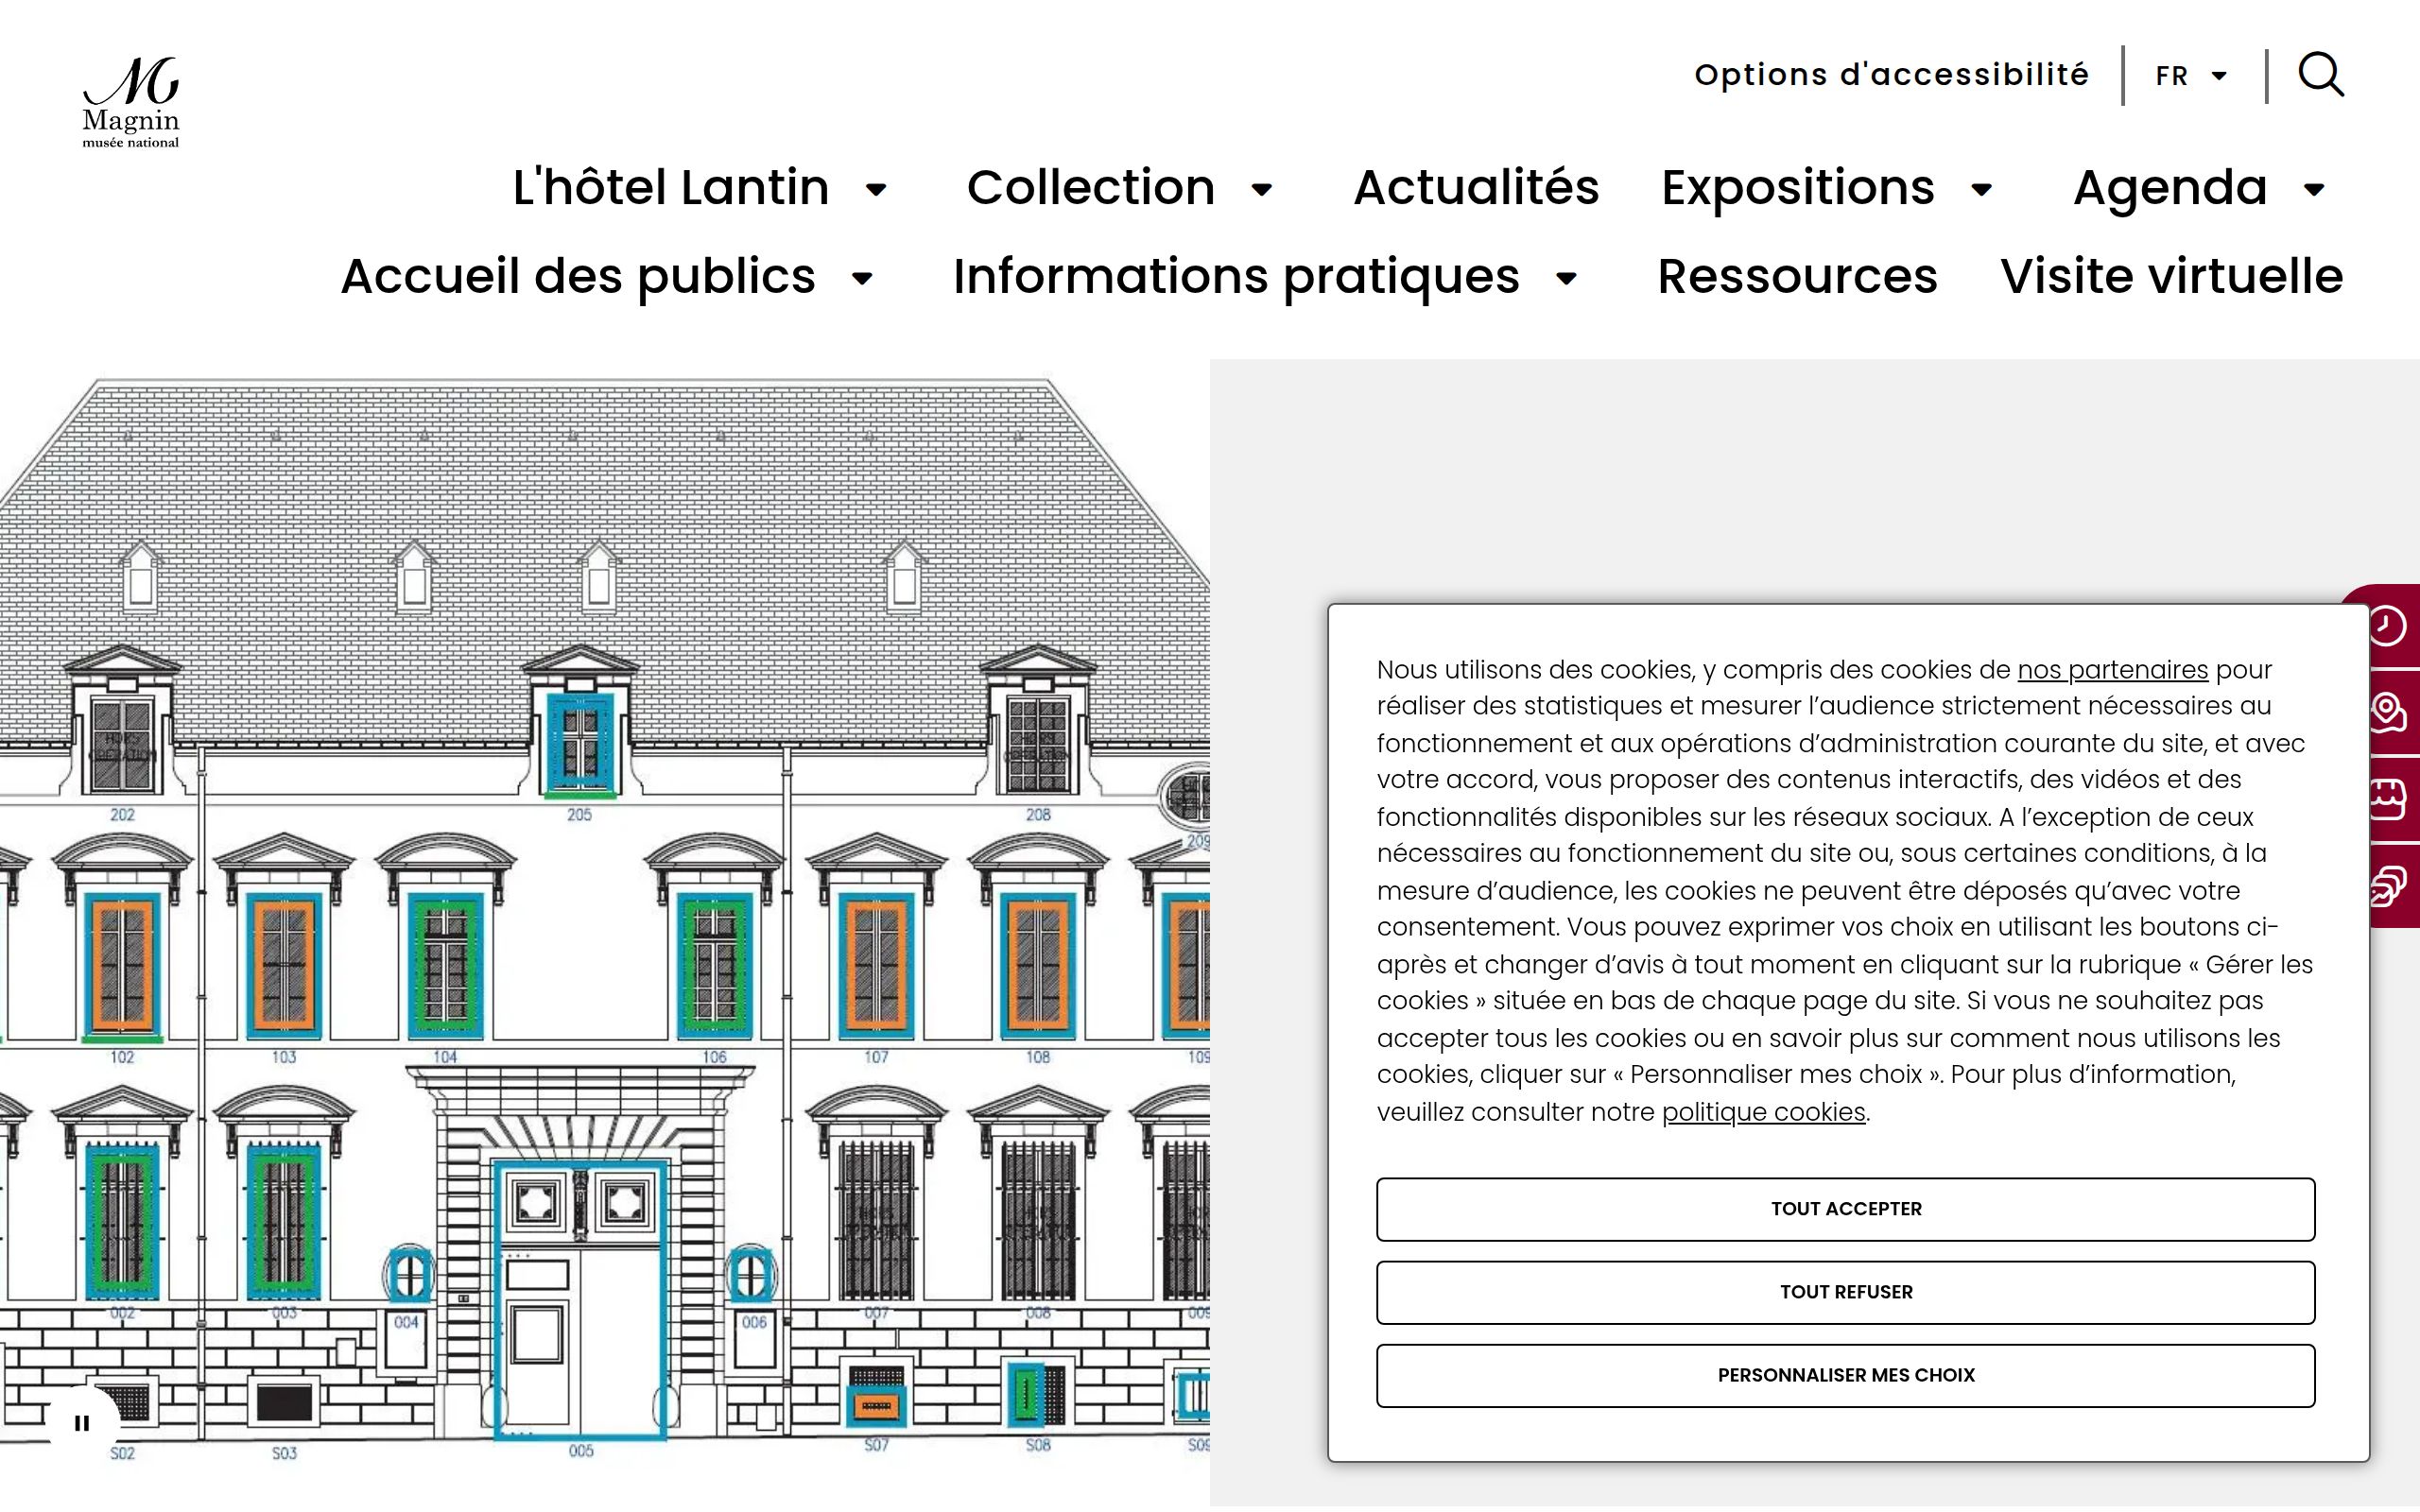 Magnin
musée national
Options d'accessibilité
FR
L'hôtel Lantin
Collection
Actualités
Expositions
Agenda
Accueil des publics
Informations pratiques
Ressources
Visite virtuelle
202
205
208
209
102
103
104
106
107
108
109
002
003
004
006
007
008
009
S02
S03
005
S07
S08
S09
Nous utilisons des cookies, y compris des cookies de nos partenaires pour
réaliser des statistiques et mesurer l’audience strictement nécessaires au
fonctionnement et aux opérations d’administration courante du site, et avec
votre accord, vous proposer des contenus interactifs, des vidéos et des
fonctionnalités disponibles sur les réseaux sociaux. A l’exception de ceux
nécessaires au fonctionnement du site ou, sous certaines conditions, à la
mesure d’audience, les cookies ne peuvent être déposés qu’avec votre
consentement. Vous pouvez exprimer vos choix en utilisant les boutons ci-
après et changer d’avis à tout moment en cliquant sur la rubrique « Gérer les
cookies » située en bas de chaque page du site. Si vous ne souhaitez pas
accepter tous les cookies ou en savoir plus sur comment nous utilisons les
cookies, cliquer sur « Personnaliser mes choix ». Pour plus d’information,
veuillez consulter notre politique cookies.
TOUT ACCEPTER
TOUT REFUSER
PERSONNALISER MES CHOIX